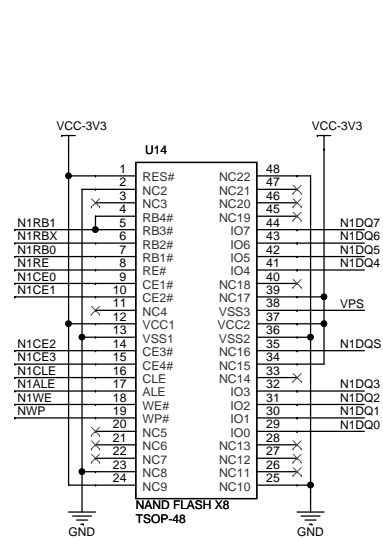 VCC-3V3
VCC-3V3
U14
1 RES# NC22 48
2 NC2 NC21 47
3 NC3 NC20 46
4 RB4# NC19 45
N1RB1 5 RB3# IO7 44 N1DQ7
N1RBX 6 RB2# IO6 43 N1DQ6
N1RB0 7 RB1# IO5 42 N1DQ5
N1RE 8 RE# IO4 41 N1DQ4
N1CE0 9 CE1# NC18 40
N1CE1 10 CE2# NC17 39
11 NC4 VSS3 38 VPS
12 VCC1 VCC2 37
13 VSS1 VSS2 36
N1CE2 14 CE3# NC16 35 N1DQS
N1CE3 15 CE4# NC15 34
N1CLE 16 CLE NC14 33
N1ALE 17 ALE IO3 32 N1DQ3
N1WE 18 WE# IO2 31 N1DQ2
NWP 19 WP# IO1 30 N1DQ1
20 NC5 IO0 29 N1DQ0
21 NC6 NC13 28
22 NC7 NC12 27
23 NC8 NC11 26
24 NC9 NC10 25
NAND FLASH X8
TSOP-48
GND
GND